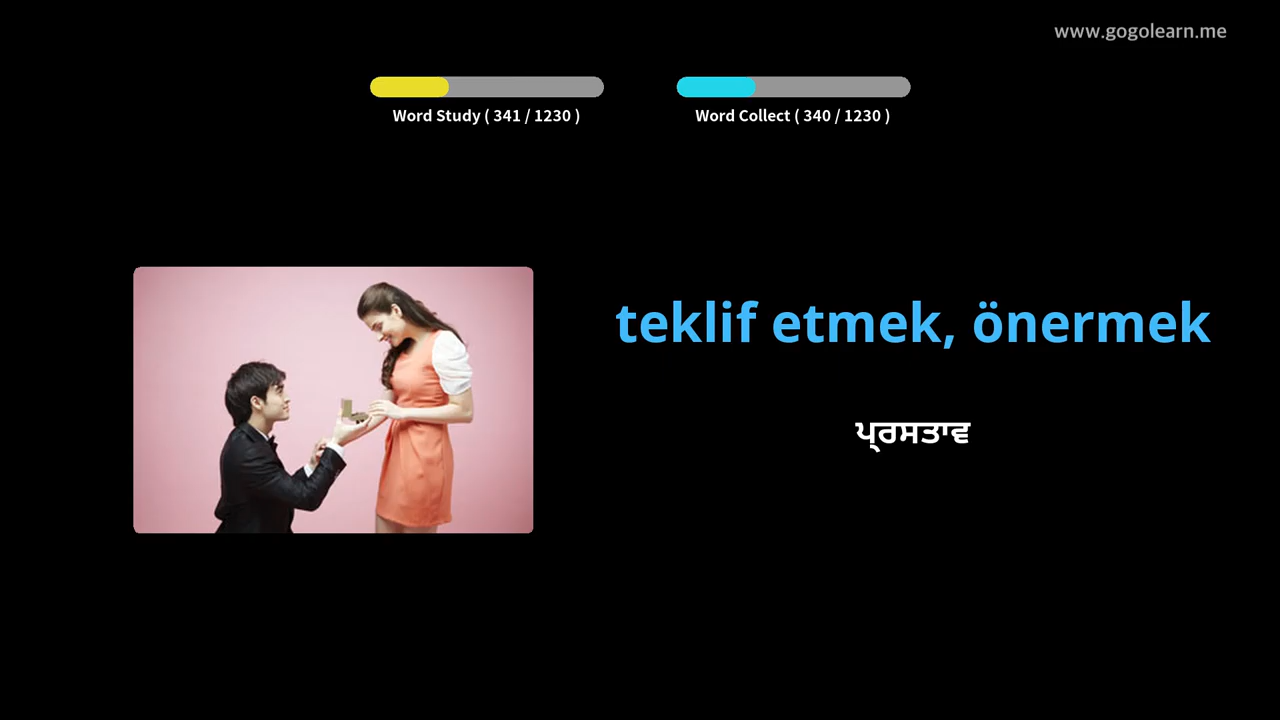 www.gogolearn.me
Word Study ( 341 / 1230 )
Word Collect ( 340 / 1230 )
teklif etmek, önermek
ਪ੍ਰਸਤਾਵ